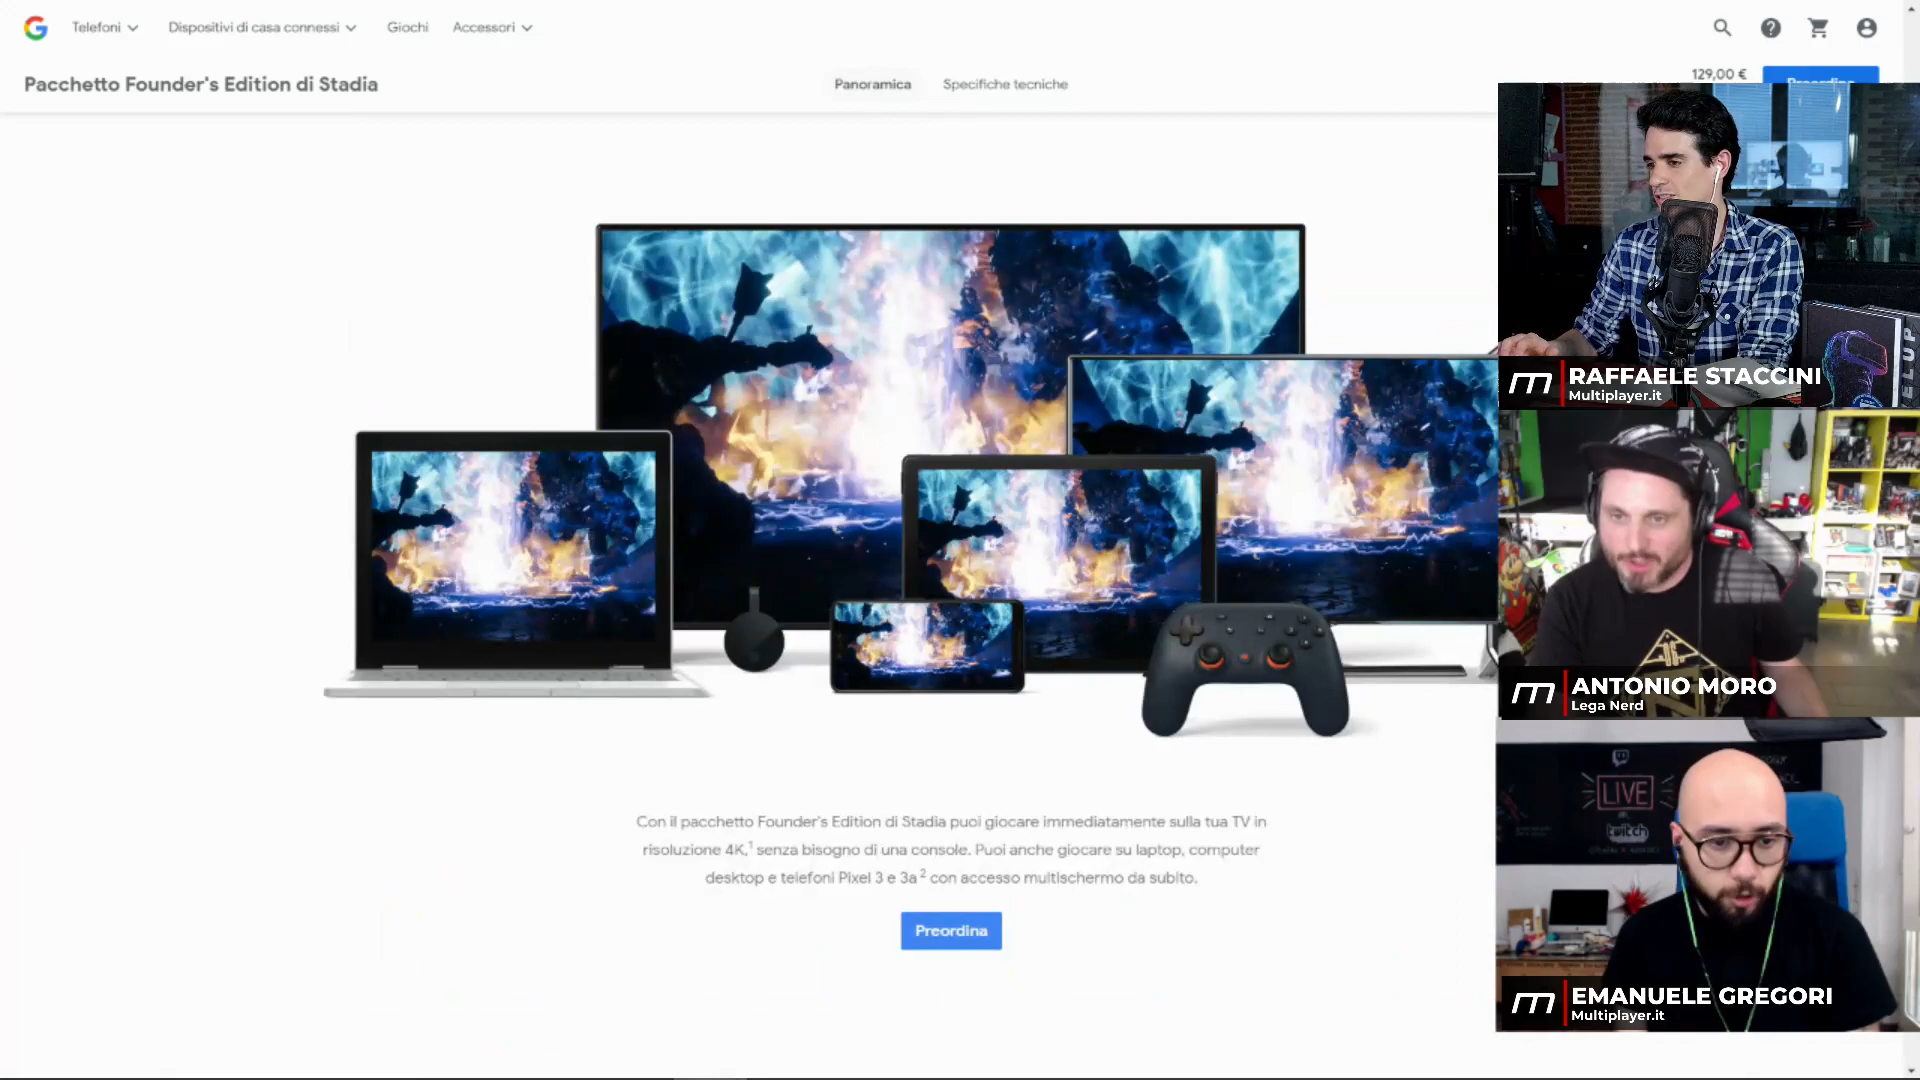 Telefoni
Dispositivi di casa connessi
Giochi
Accessori
Pacchetto Founder's Edition di Stadia
Panoramica
Specifiche tecniche
129,00 €
Preordina
RAFFAELE STACCINI
Multiplayer.it
ANTONIO MORO
Lega Nerd
LIVE
twitch
EMANUELE GREGORI
Multiplayer.it
Con il pacchetto Founder's Edition di Stadia puoi giocare immediatamente sulla tua TV in
risoluzione 4K,1 senza bisogno di una console. Puoi anche giocare su laptop, computer
desktop e telefoni Pixel 3 e 3a 2 con accesso multischermo da subito.
Preordina